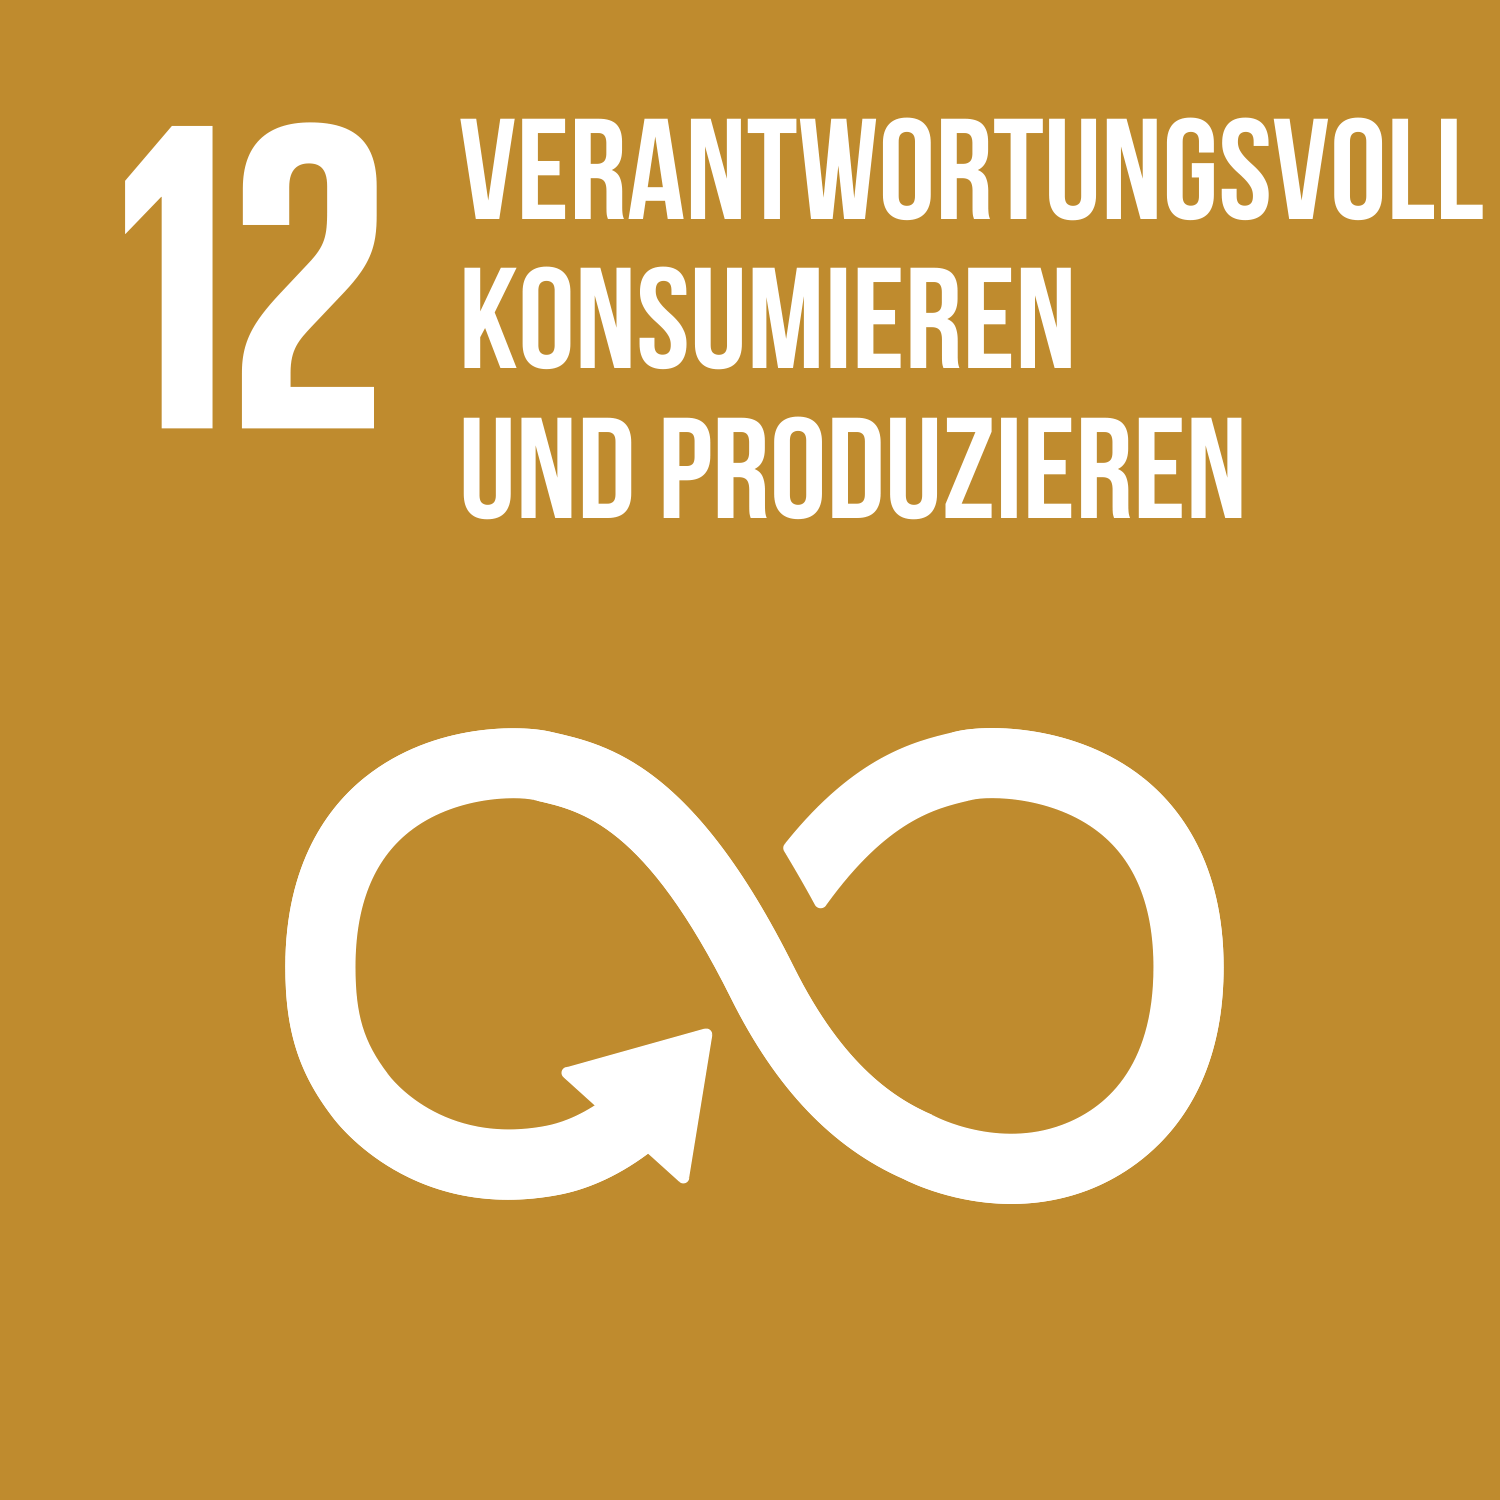 12 VERANTWORTUNGSVOLL
KONSUMIEREN
UND PRODUZIEREN